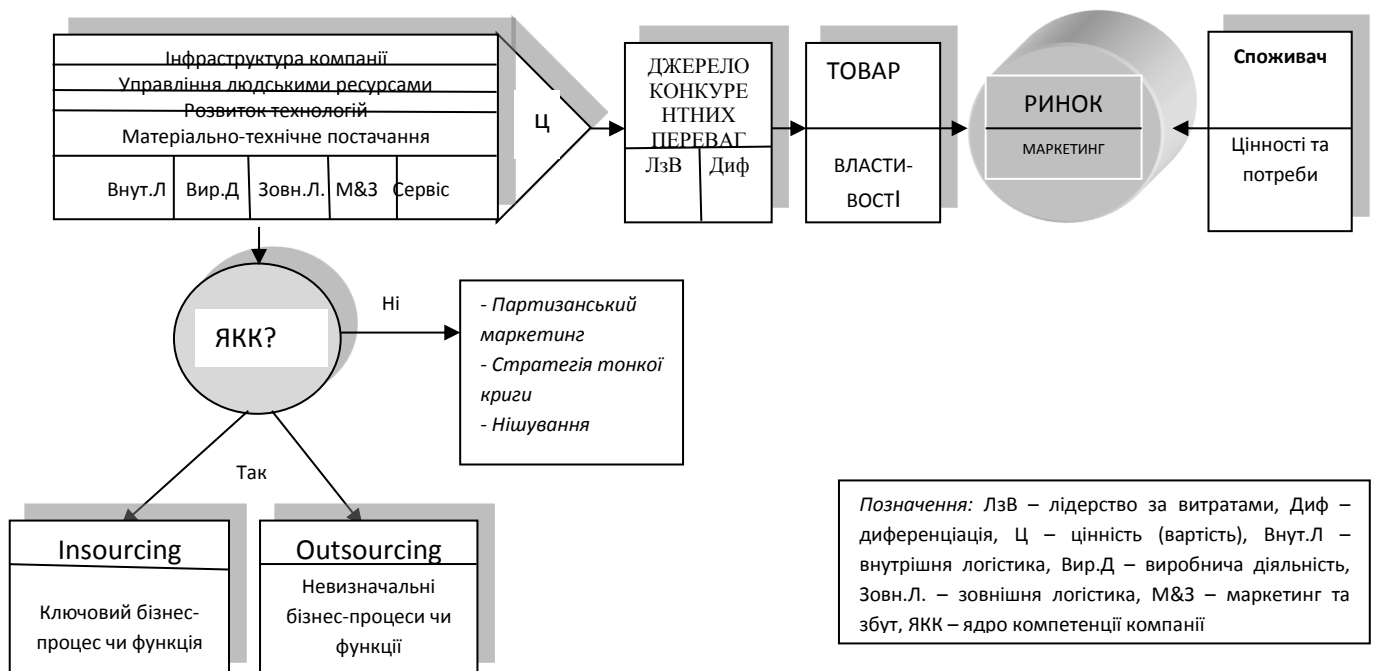 Інфраструктура компанії
Управління людськими ресурсами
Розвиток технологій
Матеріально-технічне постачання
Внут.Л Вир.Д Зовн.Л. М&З Сервіс
Ц
ДЖЕРЕЛО
КОНКУРЕ
НТНИХ
ПЕРЕВАГ
ЛзВ Диф
ТОВАР
ВЛАСТИ-
ВОСТІ
РИНОК
МАРКЕТИНГ
Споживач
Цінності та
потреби
ЯКК?
Ні
- Партизанський
маркетинг
- Стратегія тонкої
криги
- Нішування
Так
Insourcing
Ключовий бізнес-
процес чи функція
Outsourcing
Невизначальні
бізнес-процеси чи
функції
Позначення: ЛзВ – лідерство за витратами, Диф –
диференціація, Ц – цінність (вартість), Внут.Л –
внутрішня логістика, Вир.Д – виробнича діяльність,
Зовн.Л. – зовнішня логістика, М&З – маркетинг та
збут, ЯКК – ядро компетенції компанії